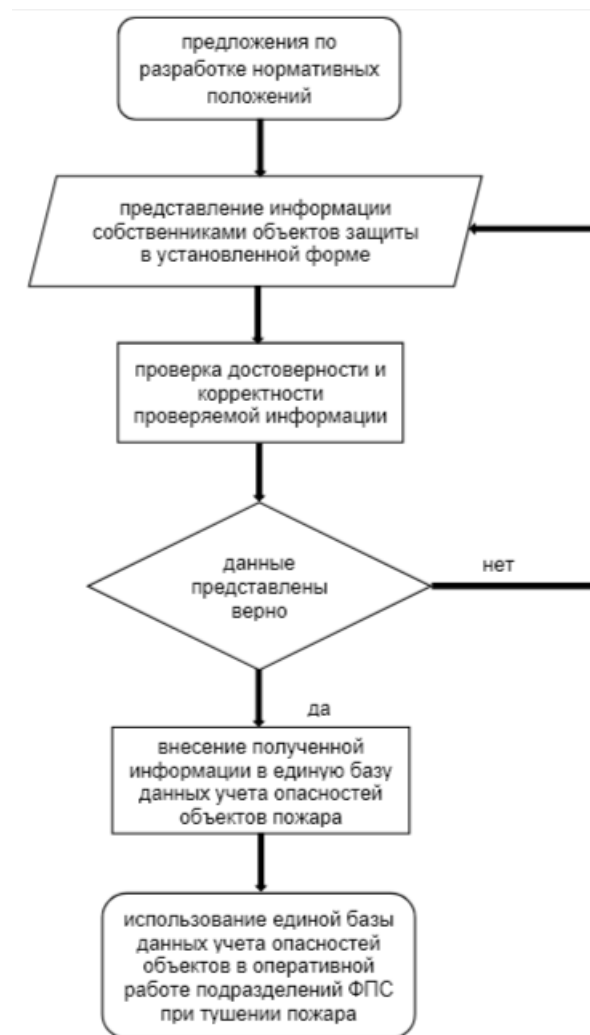 предложения по
разработке нормативных
положений
представление информации
собственниками объектов защиты
в установленной форме
проверка достоверности и
корректности
проверяемой информации
данные
представлены
верно
нет
да
внесение полученной
информации в единую базу
данных учета опасностей
объектов пожара
использование единой базы
данных учета опасностей
объектов в оперативной
работе подразделений ФПС
при тушении пожара